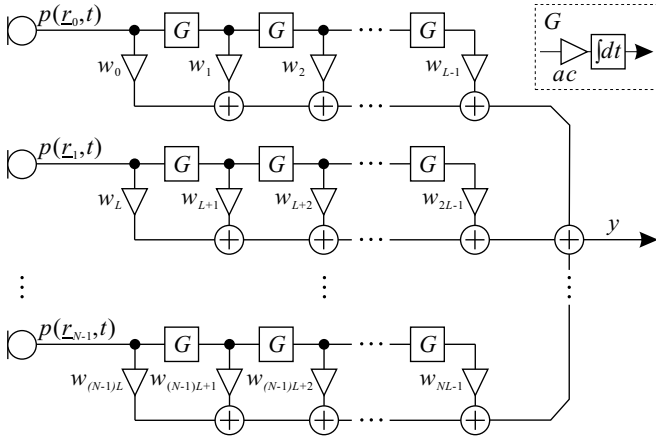 p(r₀,t) G G ··· G
w₀ w₁ w₂ w_{L-1}
+ + ··· +
G
ac ∫dt
p(r₁,t) G G ··· G
w_L w_{L+1} w_{L+2} w_{2L-1}
+ + ··· + + y
⋮ ⋮ ⋮
p(r_{N-1},t) G G ··· G
w_{(N-1)L} w_{(N-1)L+1} w_{(N-1)L+2} w_{NL-1}
+ + ··· +